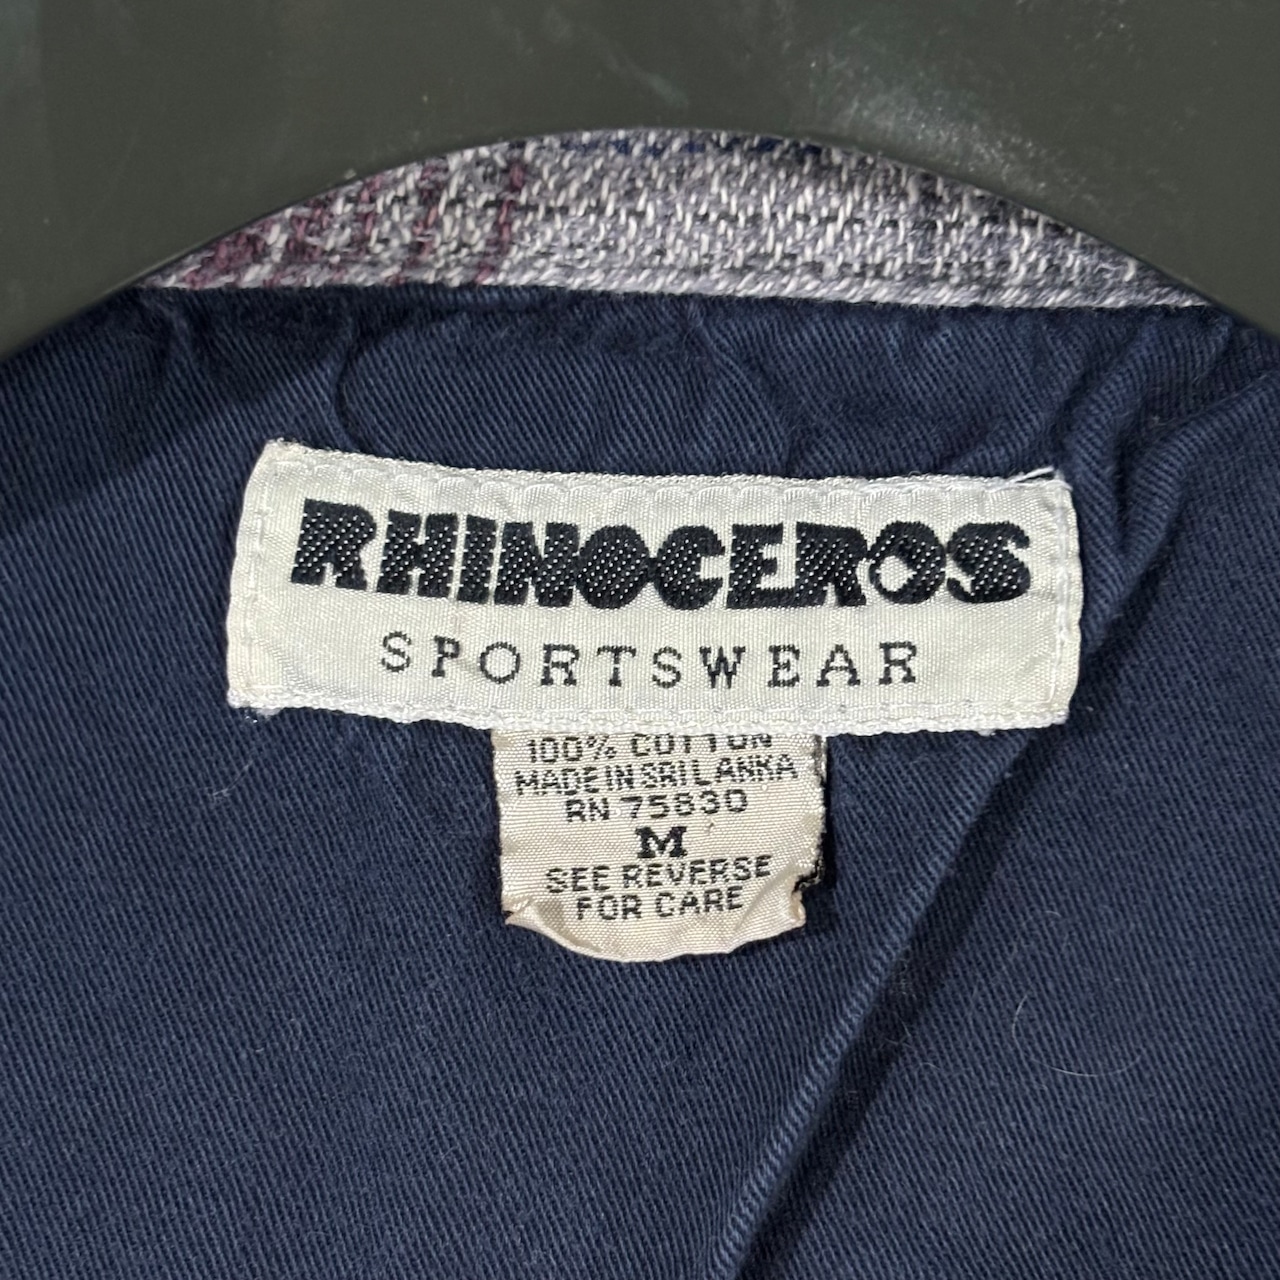 RHINOCEROS
SPORTSWEAR
100% COTTON
MADE IN SRI LANKA
RN 75830
M
SEE REVERSE
FOR CARE